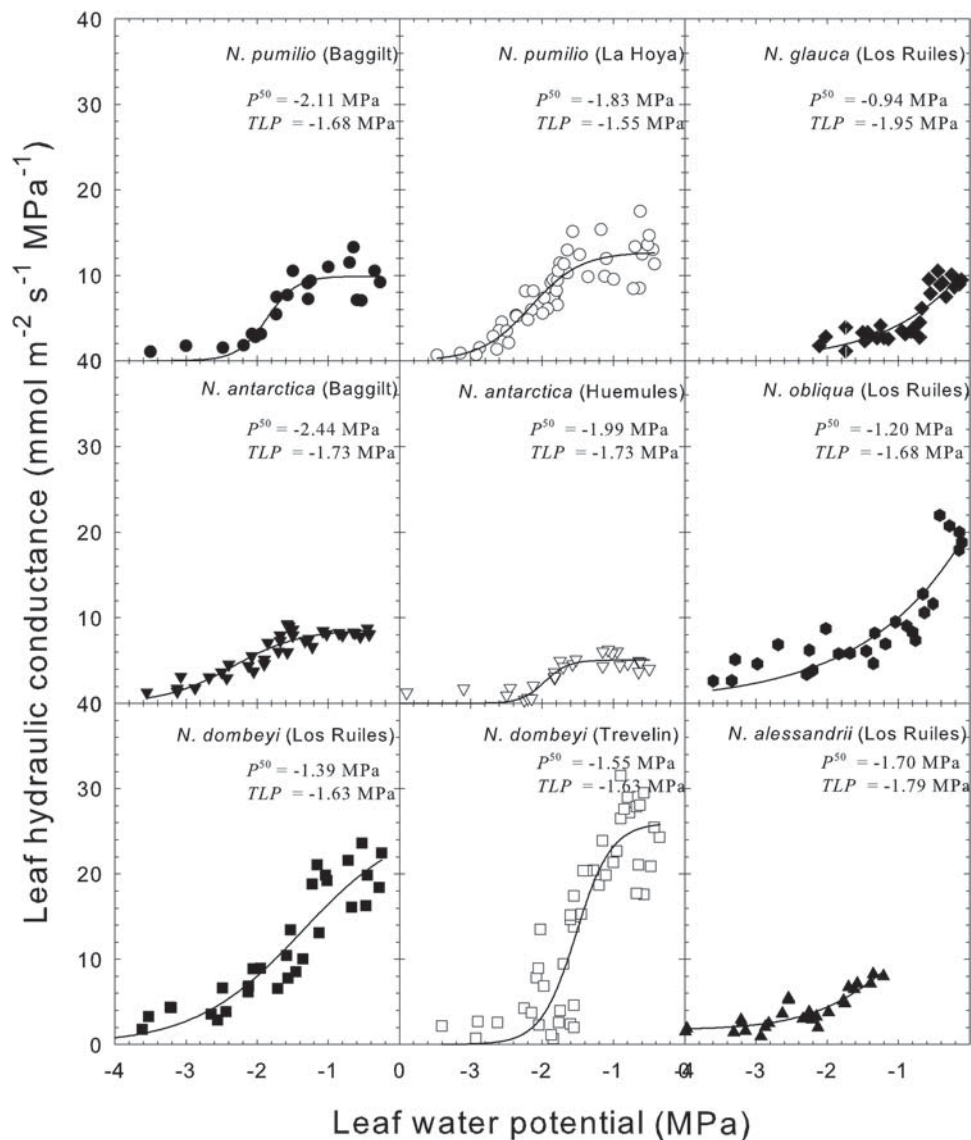 40
N. pumilio (Baggilt)
P50 = -2.11 MPa
TLP = -1.68 MPa
30
20
10
N. pumilio (La Hoya)
P50 = -1.83 MPa
TLP = -1.55 MPa
N. glauca (Los Ruiles)
P50 = -0.94 MPa
TLP = -1.95 MPa
40
N. antarctica (Baggilt)
P50 = -2.44 MPa
TLP = -1.73 MPa
30
20
10
N. antarctica (Huemules)
P50 = -1.99 MPa
TLP = -1.73 MPa
N. obliqua (Los Ruiles)
P50 = -1.20 MPa
TLP = -1.68 MPa
40
N. dombeyi (Los Ruiles)
P50 = -1.39 MPa
TLP = -1.63 MPa
30
20
10
0
N. dombeyi (Trevelin)
P50 = -1.55 MPa
TLP = -1.63 MPa
N. alessandrii (Los Ruiles)
P50 = -1.70 MPa
TLP = -1.79 MPa
-4 -3 -2 -1 0 -3 -2 -1 -4 -3 -2 -1 0
Leaf hydraulic conductance (mmol m-2 s-1 MPa-1)
Leaf water potential (MPa)